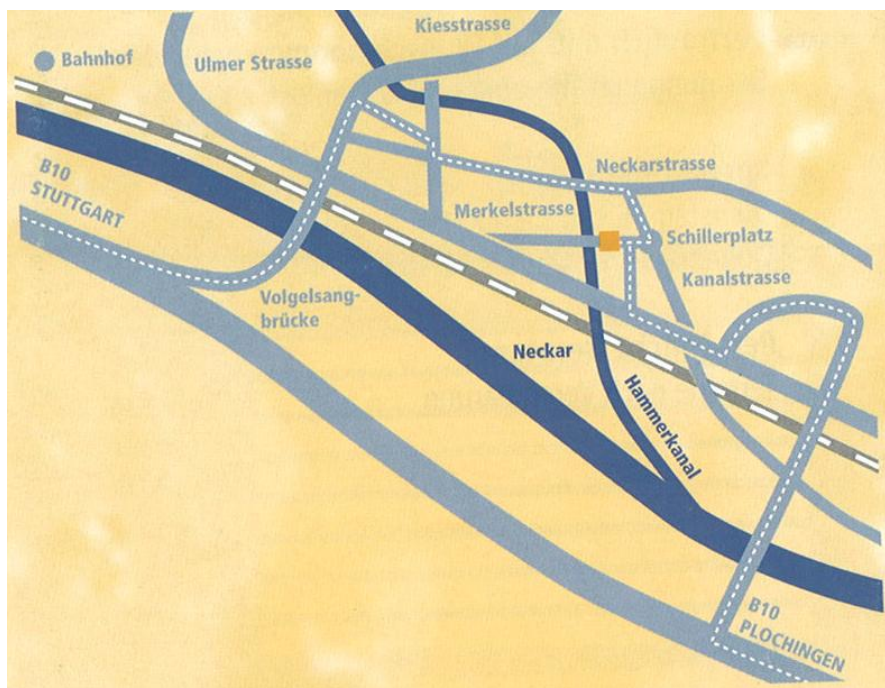 Kiesstrasse
Bahnhof
Ulmer Strasse
Neckarstrasse
B10
STUTTGART
Merkelstrasse
Schillerplatz
Kanalstrasse
Volgelsang-
brücke
Neckar
Hammerkanal
B10
PLOCHINGEN